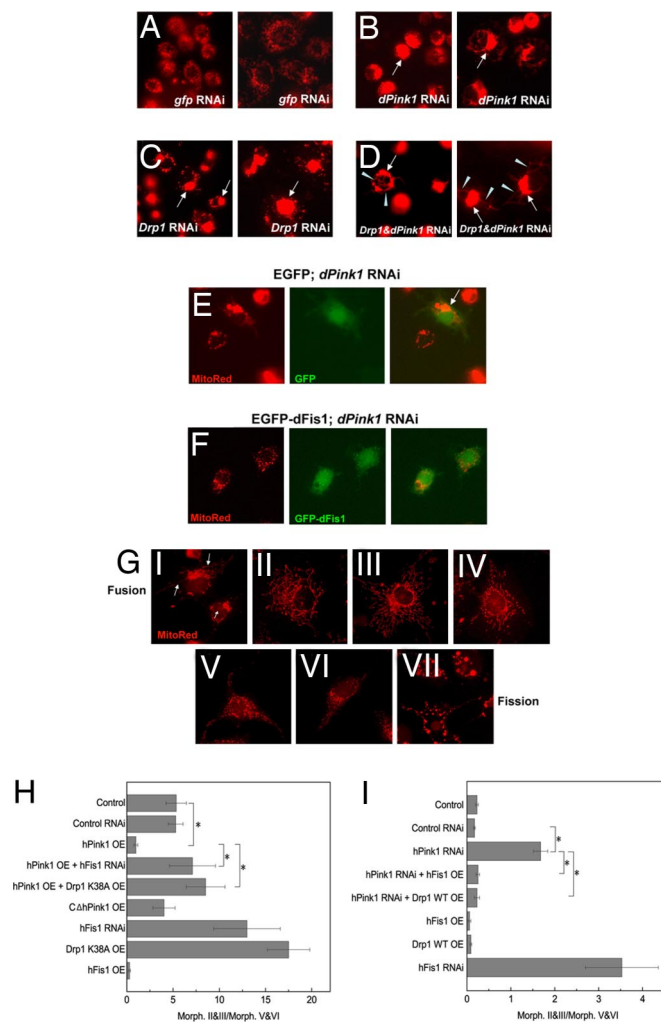 A
gfp RNAi
gfp RNAi
B
dPink1 RNAi
dPink1 RNAi
C
Drp1 RNAi
Drp1 RNAi
D
Drp1&dPink1 RNAi
Drp1&dPink1 RNAi
EGFP; dPink1 RNAi
E
MitoRed
GFP
EGFP-dFis1; dPink1 RNAi
F
MitoRed
GFP-dFis1
G
Fusion
I
MitoRed
II
III
IV
V
VI
VII
Fission
H
Control
Control RNAi
hPink1 OE
hPink1 OE + hFis1 RNAi
hPink1 OE + Drp1 K38A OE
CΔhPink1 OE
hFis1 RNAi
Drp1 K38A OE
hFis1 OE
*
*
*
0 5 10 15 20
Morph. II&III/Morph. V&VI
I
Control
Control RNAi
hPink1 RNAi
hPink1 RNAi + hFis1 OE
hPink1 RNAi + Drp1 WT OE
hFis1 OE
Drp1 WT OE
hFis1 RNAi
*
*
*
0 1 2 3 4
Morph. II&III/Morph. V&VI